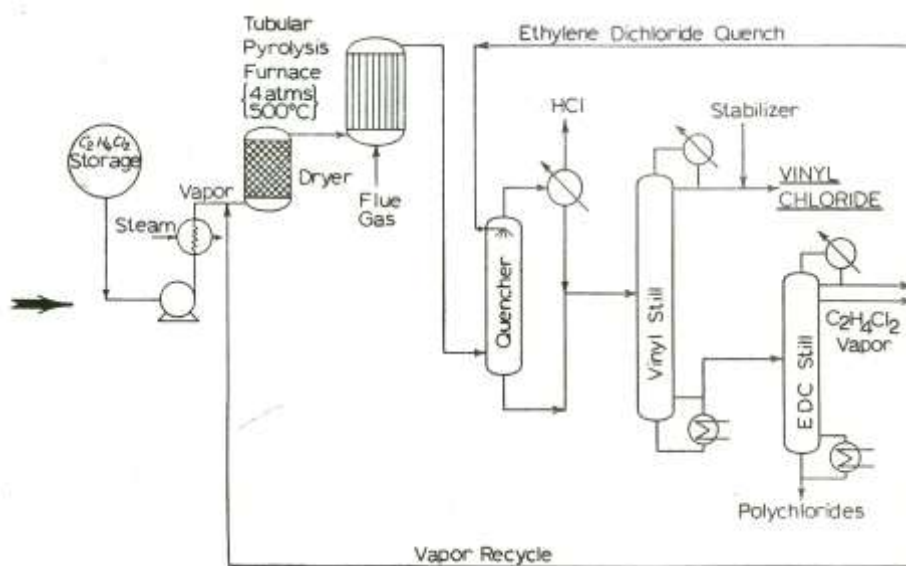 Tubular
Pyrolysis
Furnace
{4 atms}
{500°C}
Ethylene Dichloride Quench
HCl
Stabilizer
C₂H₆Cl₂
Storage
Vapor
Dryer
Steam
Flue
Gas
VINYL
CHLORIDE
Quencher
Vinyl Still
EDC Still
C₂H₄Cl₂
Vapor
Polychlorides
Vapor Recycle